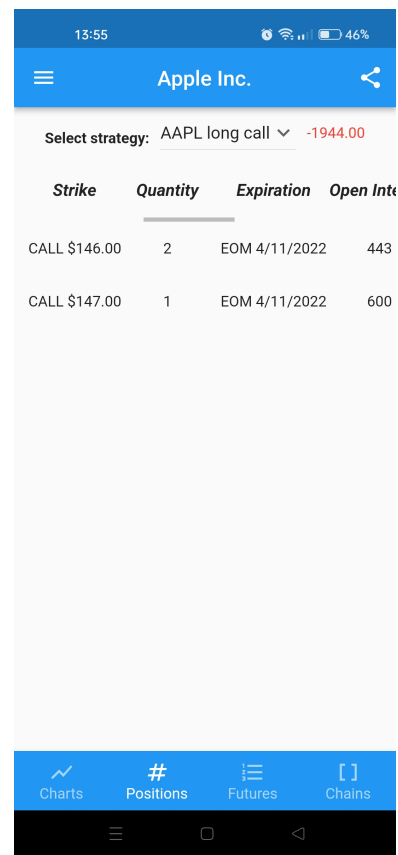 13:55 46%
Apple Inc.
Select strategy: AAPL long call -1944.00
Strike Quantity Expiration Open Inte
CALL $146.00 2 EOM 4/11/2022 443
CALL $147.00 1 EOM 4/11/2022 600
Charts Positions Futures Chains